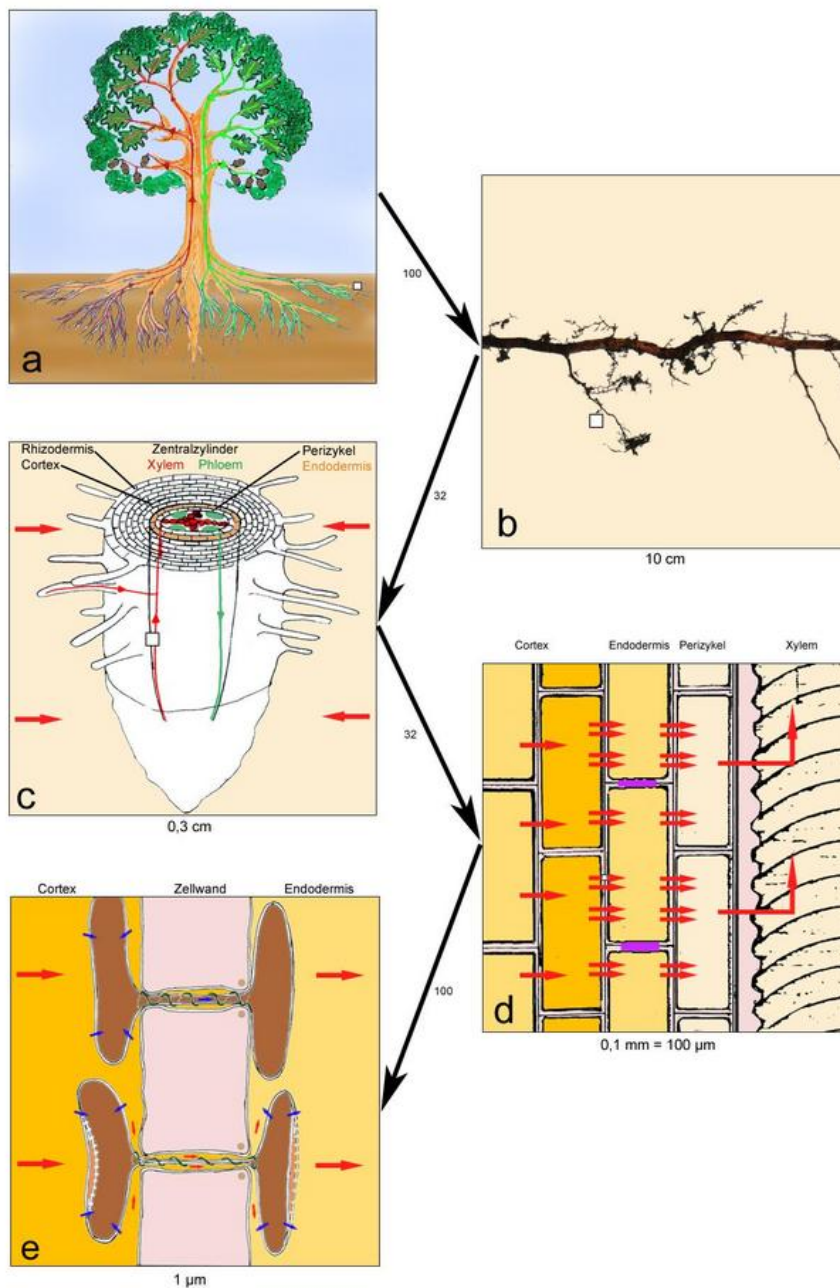 a
100
b
10 cm
32
Rhizodermis Zentralzylinder Perizykel
Cortex Xylem Phloem Endodermis
c
0,3 cm
32
Cortex Endodermis Perizykel Xylem
d
0,1 mm = 100 µm
100
Cortex Zellwand Endodermis
e
1 µm